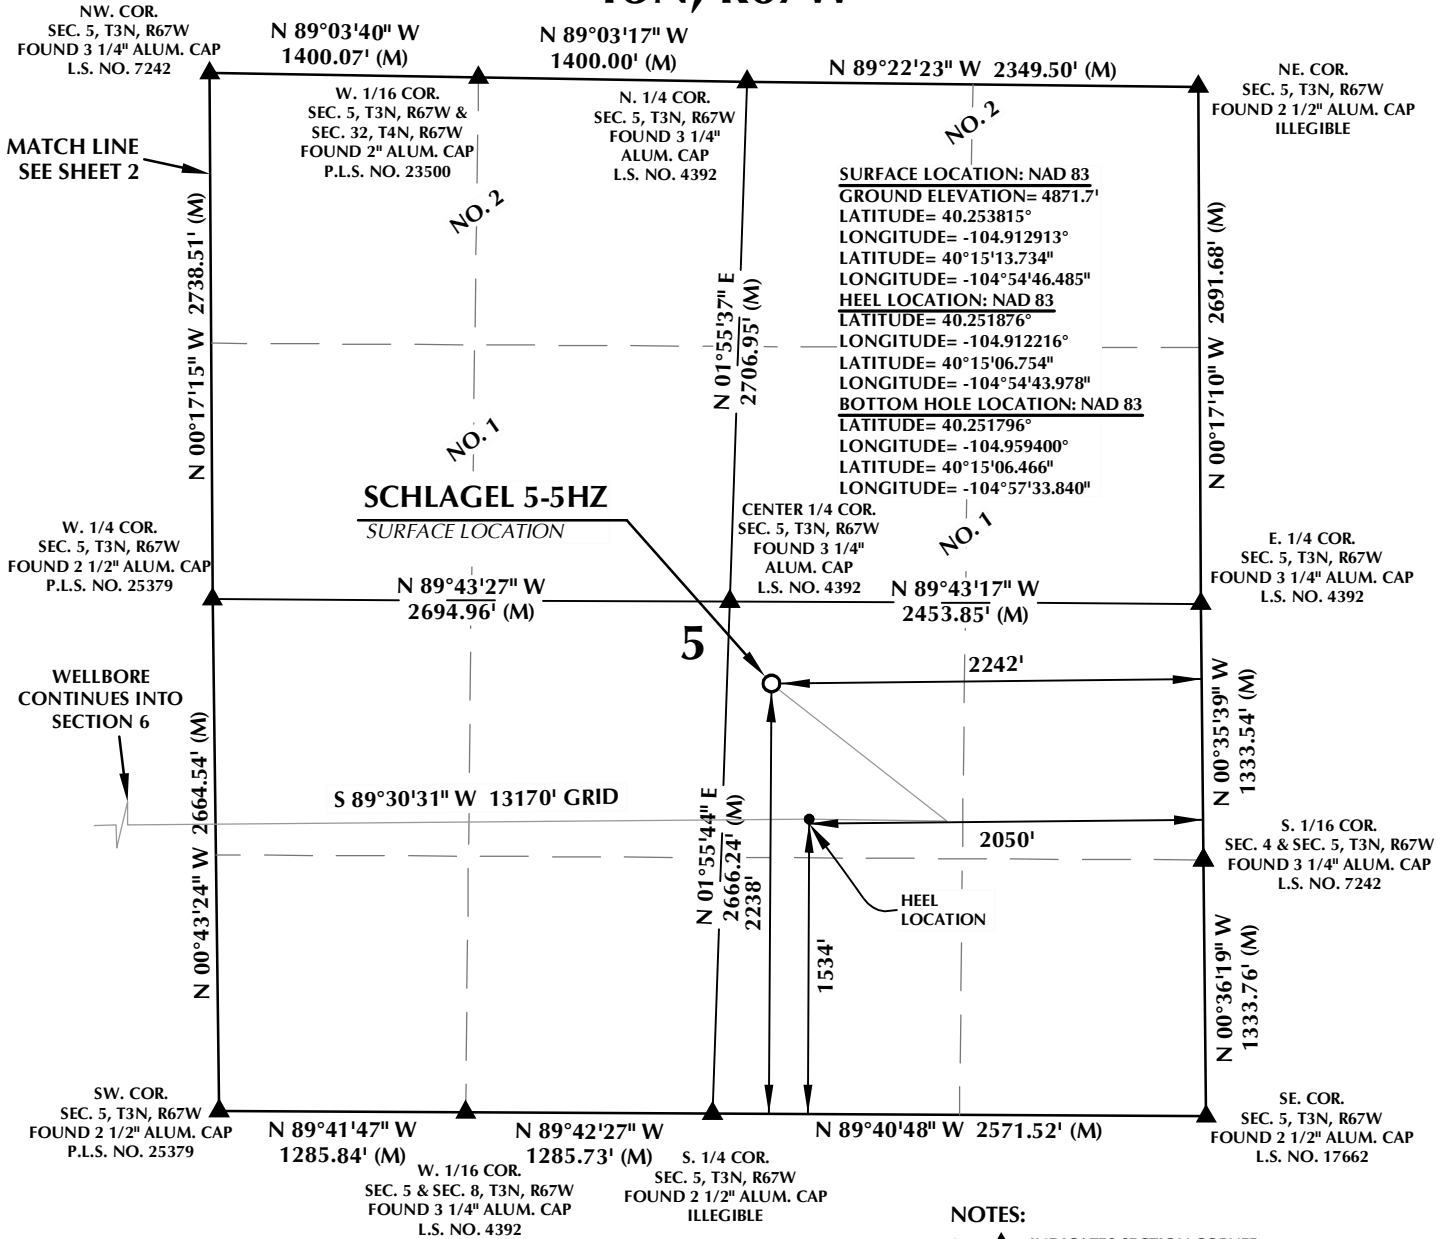 NW. COR.
SEC. 5, T3N, R67W
FOUND 3 1/4" ALUM. CAP
L.S. NO. 7242
N 89°03'40" W
1400.07' (M)
N 89°03'17" W
1400.00' (M)
N 89°22'23" W 2349.50' (M)
NE. COR.
SEC. 5, T3N, R67W
FOUND 2 1/2" ALUM. CAP
ILLEGIBLE
W. 1/16 COR.
SEC. 5, T3N, R67W &
SEC. 32, T4N, R67W
FOUND 2" ALUM. CAP
P.L.S. NO. 23500
N. 1/4 COR.
SEC. 5, T3N, R67W
FOUND 3 1/4"
ALUM. CAP
L.S. NO. 4392
MATCH LINE
SEE SHEET 2
NO. 2
NO. 2
N 00°17'15" W 2738.51' (M)
N 01°55'37" E
2706.95' (M)
SURFACE LOCATION: NAD 83
GROUND ELEVATION= 4871.7'
LATITUDE= 40.253815°
LONGITUDE= -104.912913°
LATITUDE= 40°15'13.734"
LONGITUDE= -104°54'46.485"
HEEL LOCATION: NAD 83
LATITUDE= 40.251876°
LONGITUDE= -104.912216°
LATITUDE= 40°15'06.754"
LONGITUDE= -104°54'43.978"
BOTTOM HOLE LOCATION: NAD 83
LATITUDE= 40.251796°
LONGITUDE= -104.959400°
LATITUDE= 40°15'06.466"
LONGITUDE= -104°57'33.840"
N 00°17'10" W 2691.68' (M)
NO. 1
NO. 1
SCHLAGEL 5-5HZ
SURFACE LOCATION
W. 1/4 COR.
SEC. 5, T3N, R67W
FOUND 2 1/2" ALUM. CAP
P.L.S. NO. 25379
CENTER 1/4 COR.
SEC. 5, T3N, R67W
FOUND 3 1/4"
ALUM. CAP
L.S. NO. 4392
E. 1/4 COR.
SEC. 5, T3N, R67W
FOUND 3 1/4" ALUM. CAP
L.S. NO. 4392
N 89°43'27" W
2694.96' (M)
N 89°43'17" W
2453.85' (M)
5
2242'
WELLBORE
CONTINUES INTO
SECTION 6
N 00°43'24" W 2664.54' (M)
S 89°30'31" W 13170' GRID
N 01°55'44" E
2666.24' (M)
2238'
2050'
N 00°35'39" W
1333.54' (M)
S. 1/16 COR.
SEC. 4 & SEC. 5, T3N, R67W
FOUND 3 1/4" ALUM. CAP
L.S. NO. 7242
HEEL
LOCATION
1534'
N 00°36'19" W
1333.76' (M)
SW. COR.
SEC. 5, T3N, R67W
FOUND 2 1/2" ALUM. CAP
P.L.S. NO. 25379
N 89°41'47" W
1285.84' (M)
N 89°42'27" W
1285.73' (M)
N 89°40'48" W 2571.52' (M)
SE. COR.
SEC. 5, T3N, R67W
FOUND 2 1/2" ALUM. CAP
L.S. NO. 17662
W. 1/16 COR.
SEC. 5 & SEC. 8, T3N, R67W
FOUND 3 1/4" ALUM. CAP
L.S. NO. 4392
S. 1/4 COR.
SEC. 5, T3N, R67W
FOUND 2 1/2" ALUM. CAP
ILLEGIBLE
NOTES: